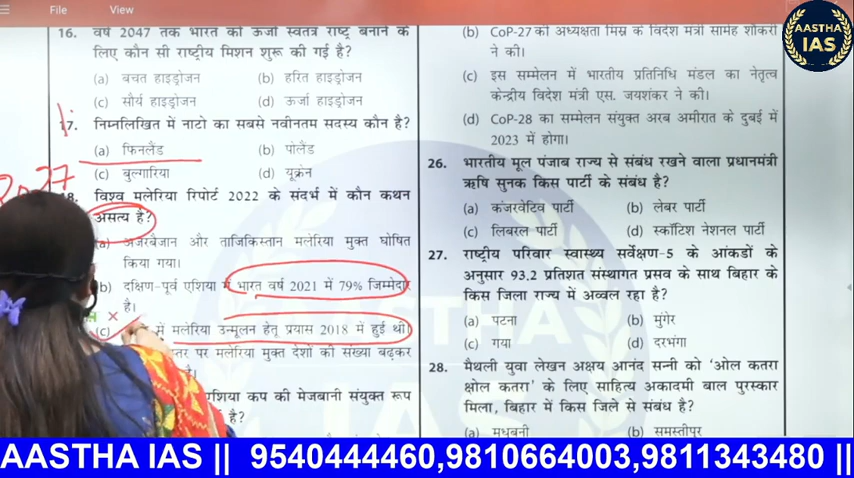 File View
AASTHA
IAS
16. वर्ष 2047 तक भारत को ऊर्जा स्वतंत्र राष्ट्र बनाने के
लिए कौन सी राष्ट्रीय मिशन शुरू की गई है?
(a) बचत हाइड्रोजन (b) हरित हाइड्रोजन
(c) सौर्य हाइड्रोजन (d) ऊर्जा हाइड्रोजन
17. निम्नलिखित में नाटो का सबसे नवीनतम सदस्य कौन है?
(a) फिनलैंड (b) पोलैंड
(c) बुल्गारिया (d) यूक्रेन
18. विश्व मलेरिया रिपोर्ट 2022 के संदर्भ में कौन कथन
असत्य है?
अजरबैजान और ताजिकिस्तान मलेरिया मुक्त घोषित
किया गया।
b) दक्षिण-पूर्व एशिया में भारत वर्ष 2021 में 79% जिम्मेदार
है।
(c) में मलेरिया उन्मूलन हेतू प्रयास 2018 में हुई थी
स्तर पर मलेरिया मुक्त देशों की संख्या बढ़कर
एशिया कप की मेजबानी संयुक्त रूप
है?
(b) CoP-27 की अध्यक्षता मिस्र के विदेश मंत्री सामेह शौकरी
ने की।
(c) इस सम्मेलन में भारतीय प्रतिनिधि मंडल का नेतृत्व
केन्द्रीय विदेश मंत्री एस. जयशंकर ने की।
(d) CoP-28 का सम्मेलन संयुक्त अरब अमीरात के दुबई में
2023 में होगा।
26. भारतीय मूल पंजाब राज्य से संबंध रखने वाला प्रधानमंत्री
ऋषि सुनक किस पार्टी के संबंध है?
(a) कंजरवेटिव पार्टी (b) लेबर पार्टी
(c) लिबरल पार्टी (d) स्कॉटिश नेशनल पार्टी
27. राष्ट्रीय परिवार स्वास्थ्य सर्वेक्षण-5 के आंकडों के
अनुसार 93.2 प्रतिशत संस्थागत प्रसव के साथ बिहार के
किस जिला राज्य में अव्वल रहा है?
(a) पटना (b) मुंगेर
(c) गया (d) दरभंगा
28. मैथली युवा लेखन अक्षय आनंद सन्नी को 'ओल कतरा
क्षोल कतरा' के लिए साहित्य अकादमी बाल पुरस्कार
मिला, बिहार में किस जिले से संबंध है?
(a) मधुबनी (b) समस्तीपुर
AASTHA IAS || 9540444460,9810664003,9811343480 ||